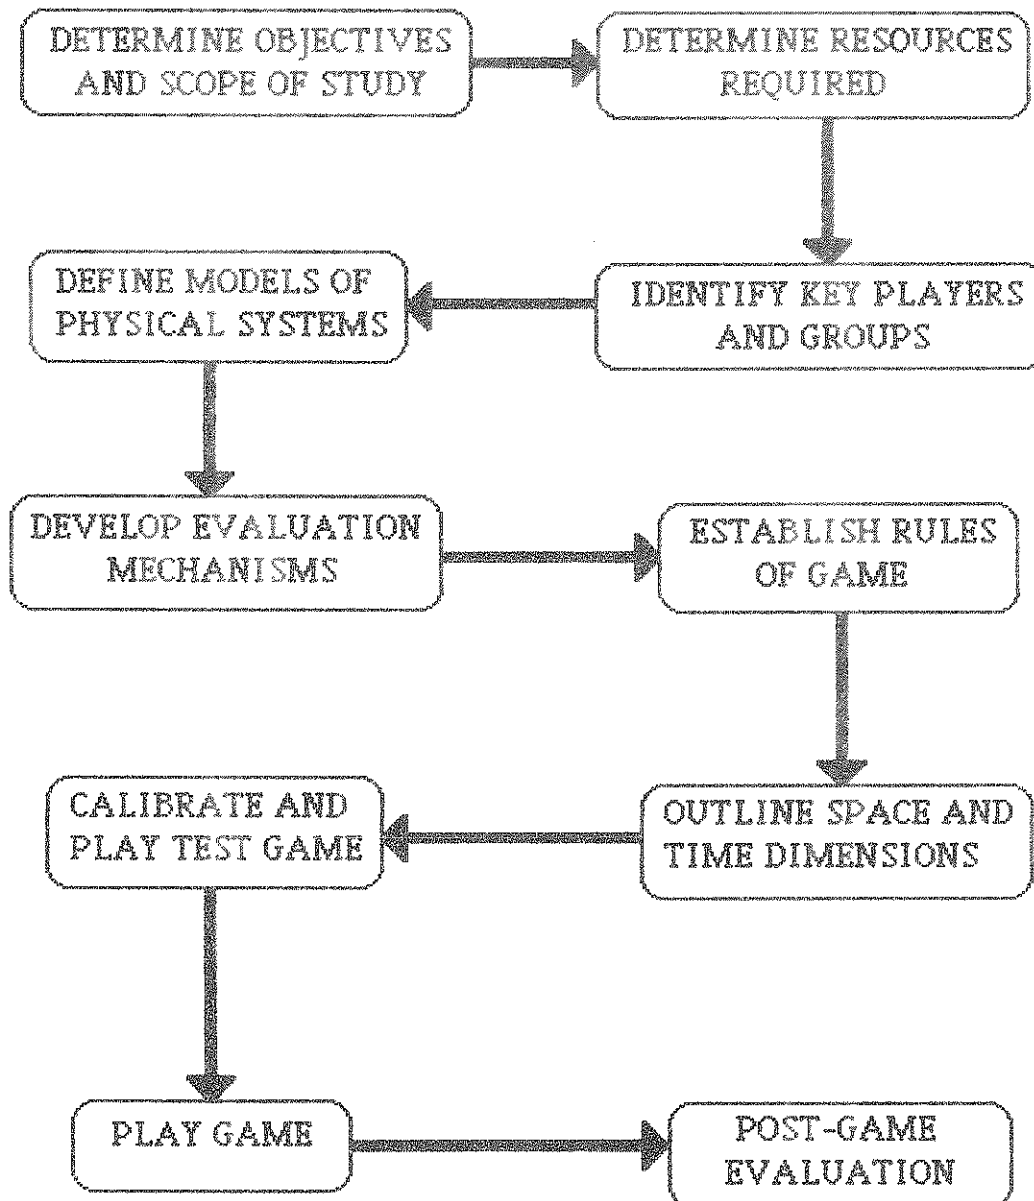 DETERMINE OBJECTIVES
AND SCOPE OF STUDY
DETERMINE RESOURCES
REQUIRED
IDENTIFY KEY PLAYERS
AND GROUPS
DEFINE MODELS OF
PHYSICAL SYSTEMS
DEVELOP EVALUATION
MECHANISMS
ESTABLISH RULES
OF GAME
OUTLINE SPACE AND
TIME DIMENSIONS
CALIBRATE AND
PLAY TEST GAME
PLAY GAME
POST-GAME
EVALUATION